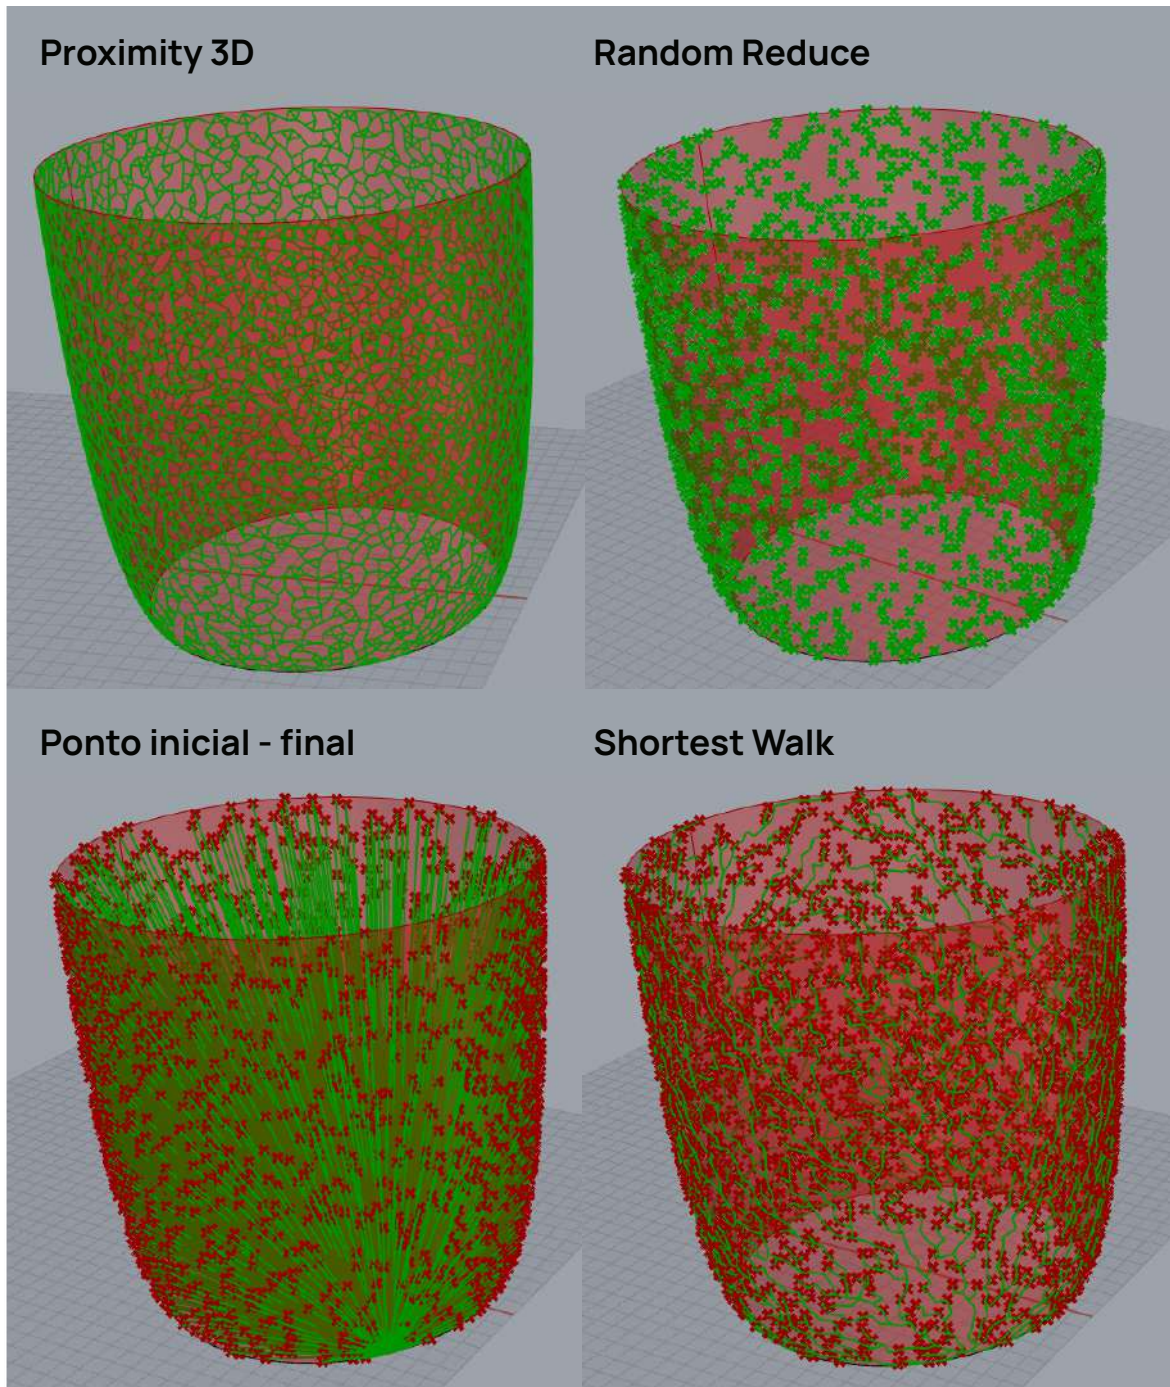 Proximity 3D
Random Reduce
Ponto inicial - final
Shortest Walk